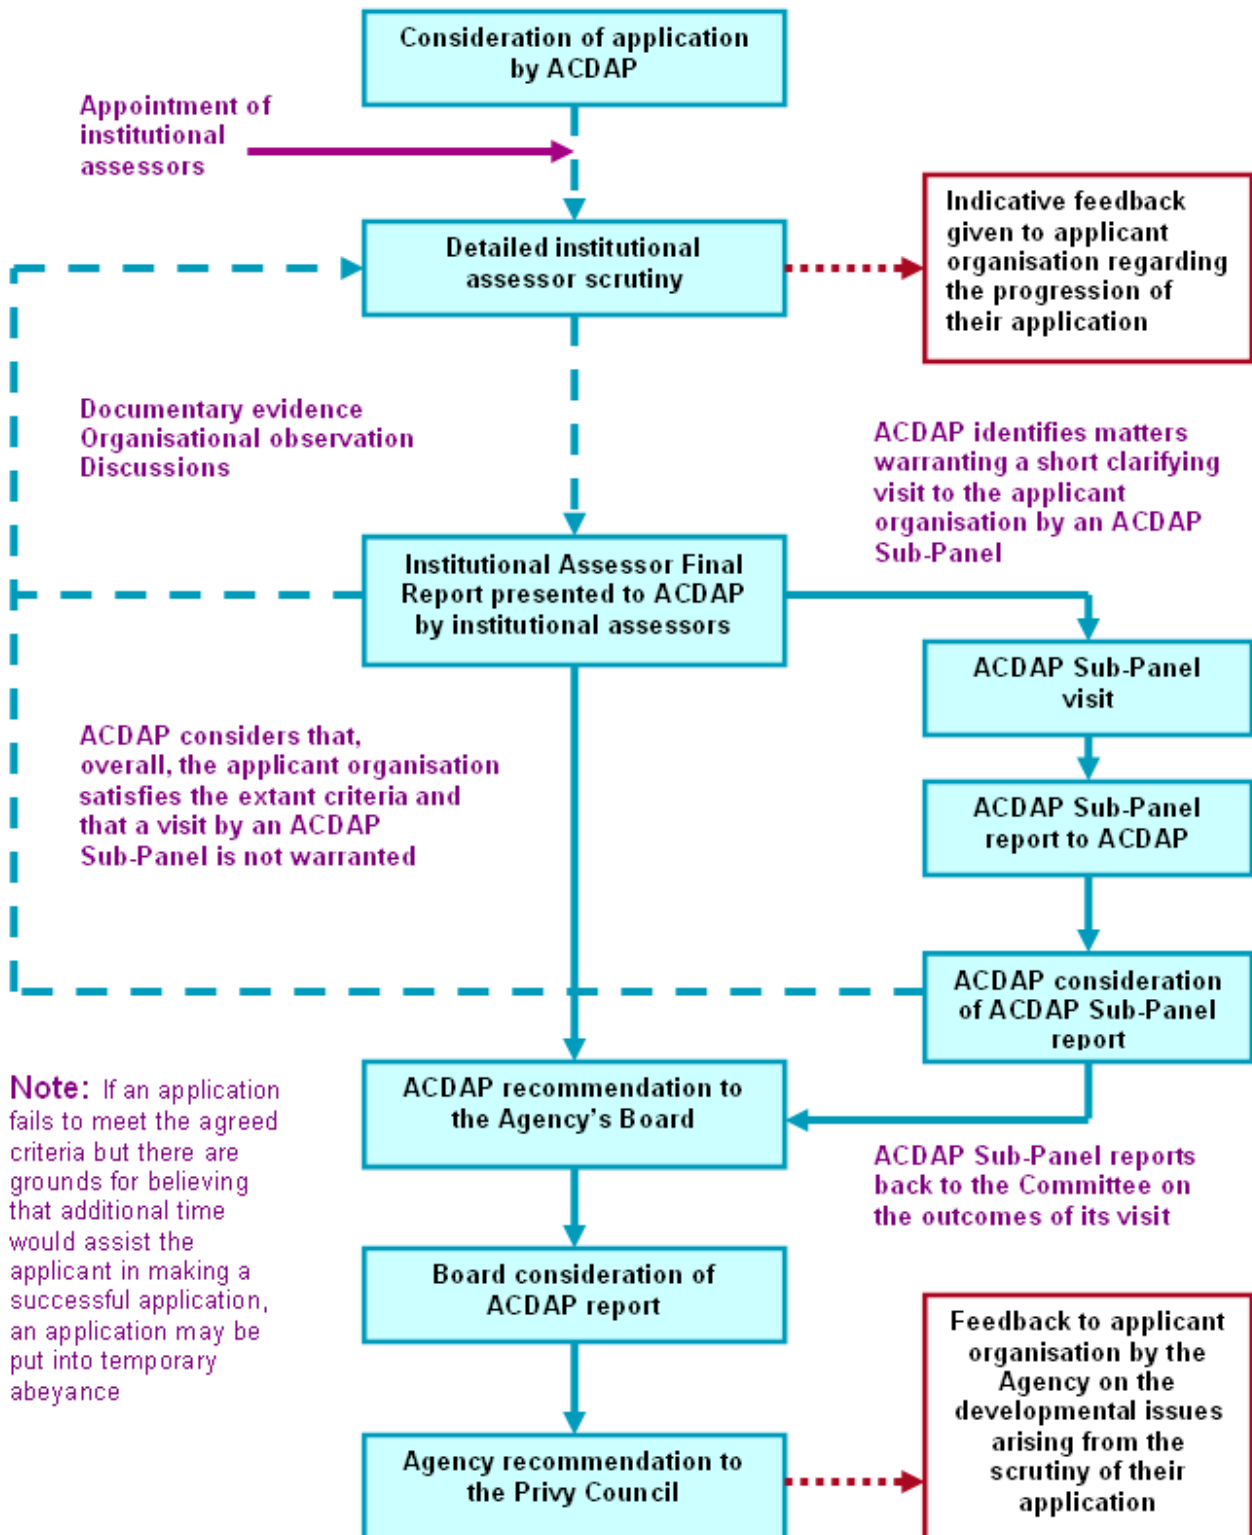 Consideration of application
by ACDAP
Appointment of
institutional
assessors
Detailed institutional
assessor scrutiny
Indicative feedback
given to applicant
organisation regarding
the progression of
their application
Documentary evidence
Organisational observation
Discussions
ACDAP identifies matters
warranting a short clarifying
visit to the applicant
organisation by an ACDAP
Sub-Panel
Institutional Assessor Final
Report presented to ACDAP
by institutional assessors
ACDAP Sub-Panel
visit
ACDAP considers that,
overall, the applicant organisation
satisfies the extant criteria and
that a visit by an ACDAP
Sub-Panel is not warranted
ACDAP Sub-Panel
report to ACDAP
ACDAP consideration
of ACDAP Sub-Panel
report
Note: If an application
fails to meet the agreed
criteria but there are
grounds for believing
that additional time
would assist the
applicant in making a
successful application,
an application may be
put into temporary
abeyance
ACDAP recommendation to
the Agency's Board
ACDAP Sub-Panel reports
back to the Committee on
the outcomes of its visit
Board consideration of
ACDAP report
Agency recommendation to
the Privy Council
Feedback to applicant
organisation by the
Agency on the
developmental issues
arising from the
scrutiny of their
application